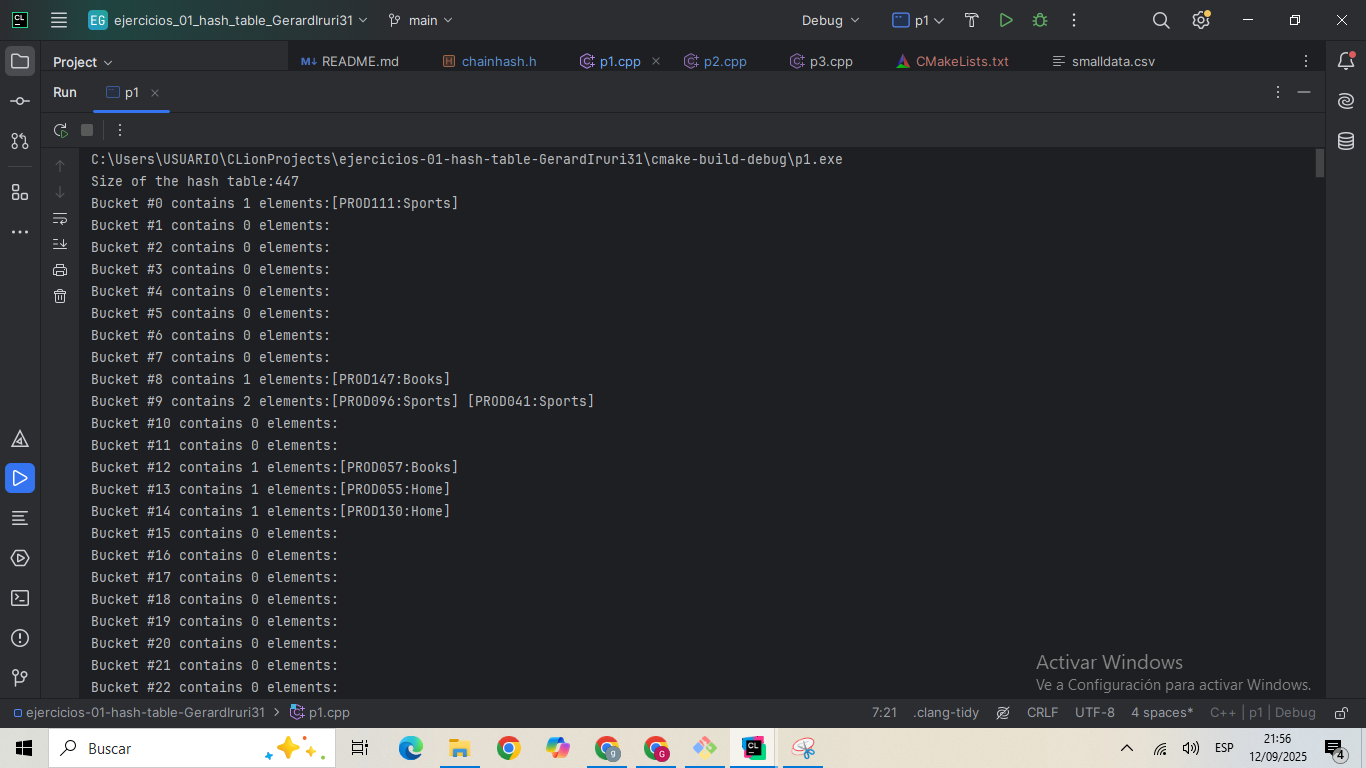 CL EG ejercicios_01_hash_table_GerardIruri31 main Debug p1
Project README.md chainhash.h p1.cpp p2.cpp p3.cpp CMakeLists.txt smalldata.csv
Run p1
C:\Users\USUARIO\CLionProjects\ejercicios-01-hash-table-GerardIruri31\cmake-build-debug\p1.exe
Size of the hash table:447
Bucket #0 contains 1 elements:[PROD111:Sports]
Bucket #1 contains 0 elements:
Bucket #2 contains 0 elements:
Bucket #3 contains 0 elements:
Bucket #4 contains 0 elements:
Bucket #5 contains 0 elements:
Bucket #6 contains 0 elements:
Bucket #7 contains 0 elements:
Bucket #8 contains 1 elements:[PROD147:Books]
Bucket #9 contains 2 elements:[PROD096:Sports] [PROD041:Sports]
Bucket #10 contains 0 elements:
Bucket #11 contains 0 elements:
Bucket #12 contains 1 elements:[PROD057:Books]
Bucket #13 contains 1 elements:[PROD055:Home]
Bucket #14 contains 1 elements:[PROD130:Home]
Bucket #15 contains 0 elements:
Bucket #16 contains 0 elements:
Bucket #17 contains 0 elements:
Bucket #18 contains 0 elements:
Bucket #19 contains 0 elements:
Bucket #20 contains 0 elements:
Bucket #21 contains 0 elements:
Bucket #22 contains 0 elements:
Activar Windows
Ve a Configuración para activar Windows.
ejercicios-01-hash-table-GerardIruri31 > p1.cpp 7:21 .clang-tidy CRLF UTF-8 4 spaces* C++ | p1 | Debug
Buscar ESP 21:56
12/09/2025 4